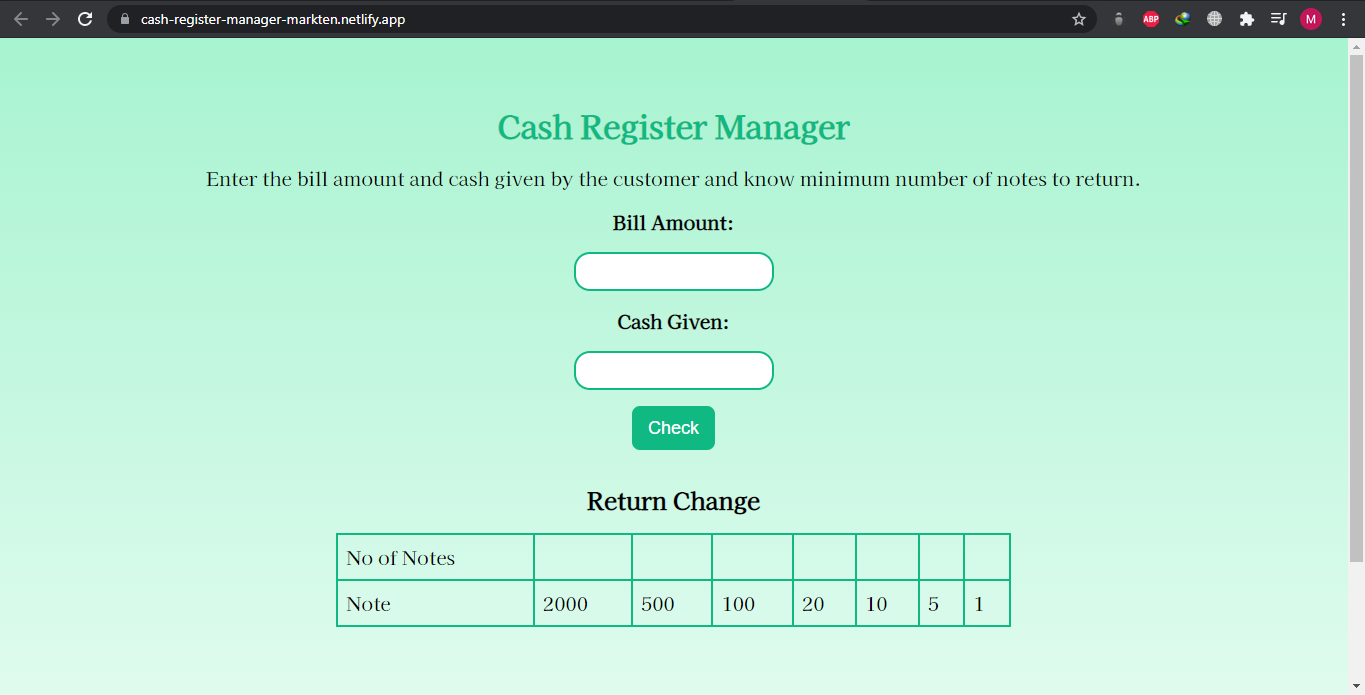 cash-register-manager-markten.netlify.app
ABP
M
Cash Register Manager
Enter the bill amount and cash given by the customer and know minimum number of notes to return.
Bill Amount:
Cash Given:
Check
Return Change
No of Notes
Note 2000 500 100 20 10 5 1